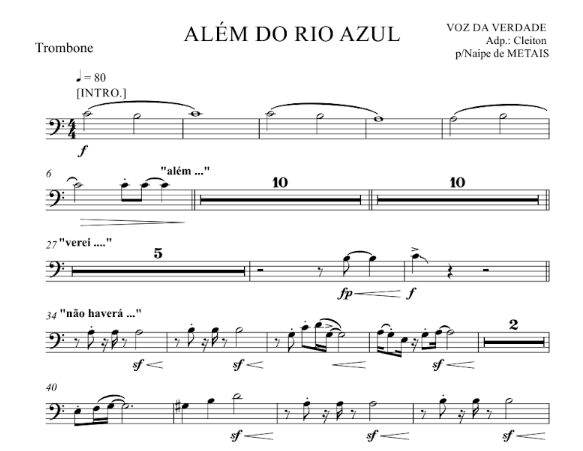 ALÉM DO RIO AZUL
VOZ DA VERDADE
Adp.: Cleiton
p/Naipe de METAIS
Trombone
♩ = 80
[INTRO.]
f
6
"além ..."
10
10
27 "verei ...."
5
fp f
34 "não haverá ..."
2
sf sf sf sf
40
sf sf sf